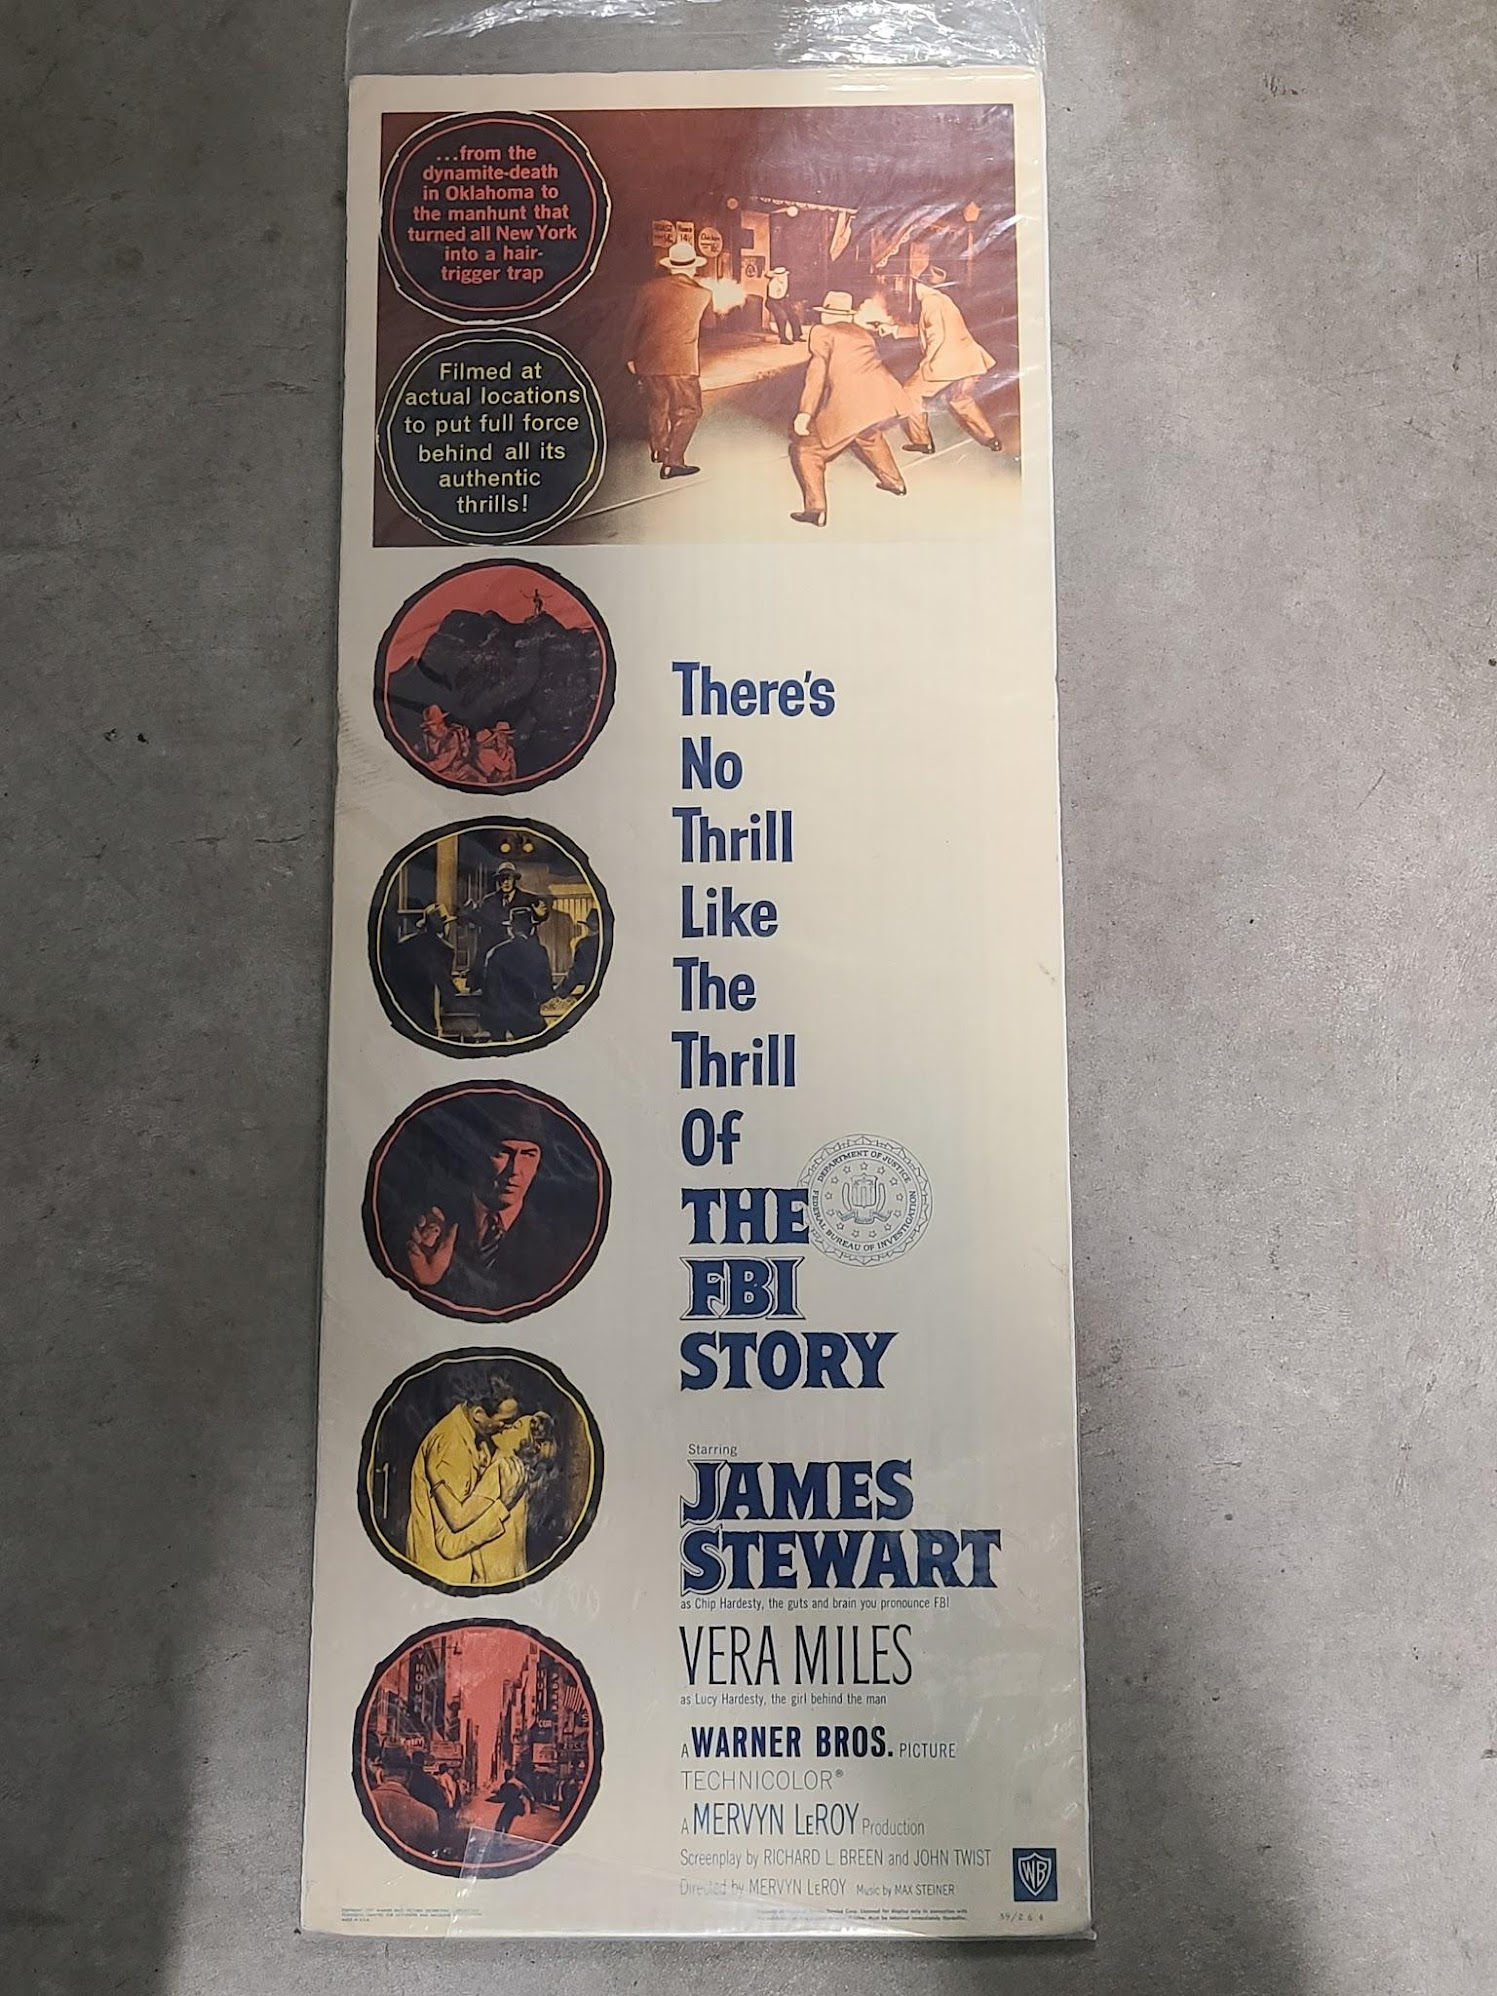 ...from the
dynamite-death
in Oklahoma to
the manhunt that
turned all New York
into a hair-
trigger trap
Filmed at
actual locations
to put full force
behind all its
authentic
thrills!
There's
No
Thrill
Like
The
Thrill
Of
THE
FBI
STORY
DEPARTMENT OF JUSTICE
FEDERAL BUREAU OF INVESTIGATION
Starring
JAMES
STEWART
as Chip Hardesty, the guts and brain you pronounce FBI
VERA MILES
as Lucy Hardesty, the girl behind the man
A WARNER BROS. PICTURE
TECHNICOLOR®
A MERVYN LEROY Production
Screenplay by RICHARD L. BREEN and JOHN TWIST
Directed by MERVYN LEROY Music by MAX STEINER
WB
59/264